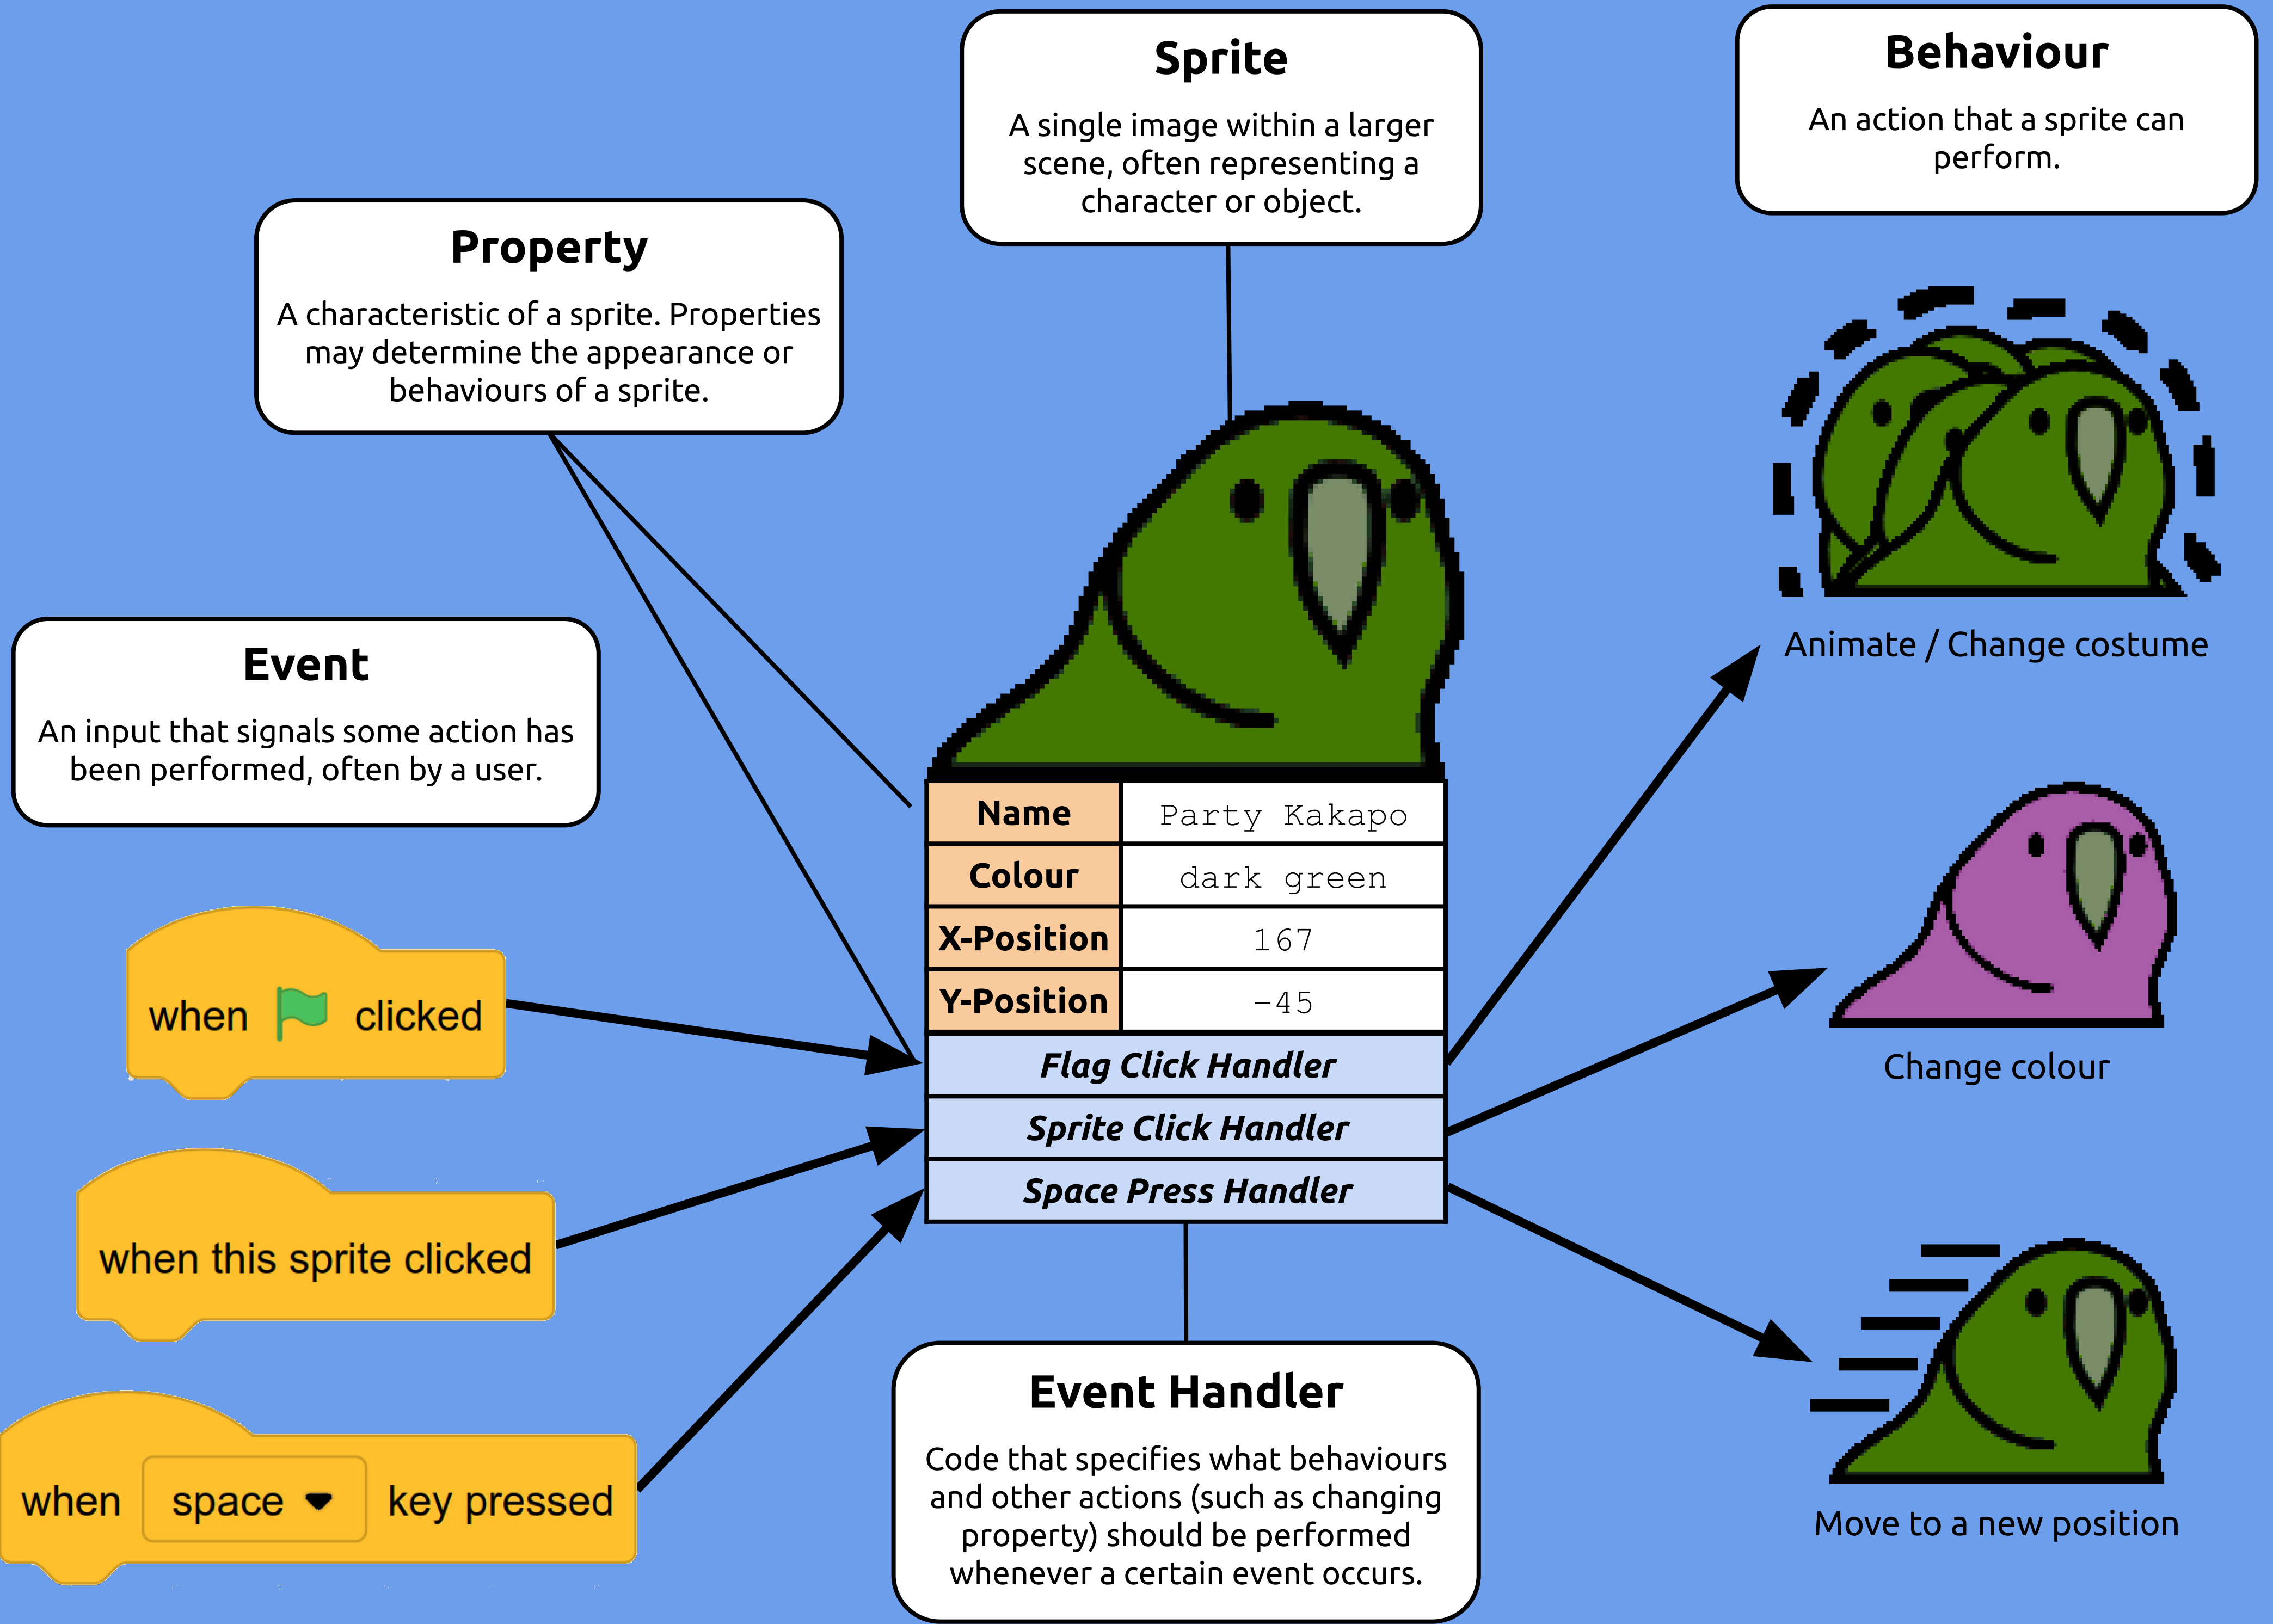 Sprite
A single image within a larger
scene, often representing a
character or object.
Behaviour
An action that a sprite can
perform.
Property
A characteristic of a sprite. Properties
may determine the appearance or
behaviours of a sprite.
Event
An input that signals some action has
been performed, often by a user.
Animate / Change costume
Name Party Kakapo
Colour dark green
X-Position 167
Y-Position -45
Flag Click Handler
Sprite Click Handler
Space Press Handler
when clicked
when this sprite clicked
when space key pressed
Change colour
Move to a new position
Event Handler
Code that specifies what behaviours
and other actions (such as changing
property) should be performed
whenever a certain event occurs.